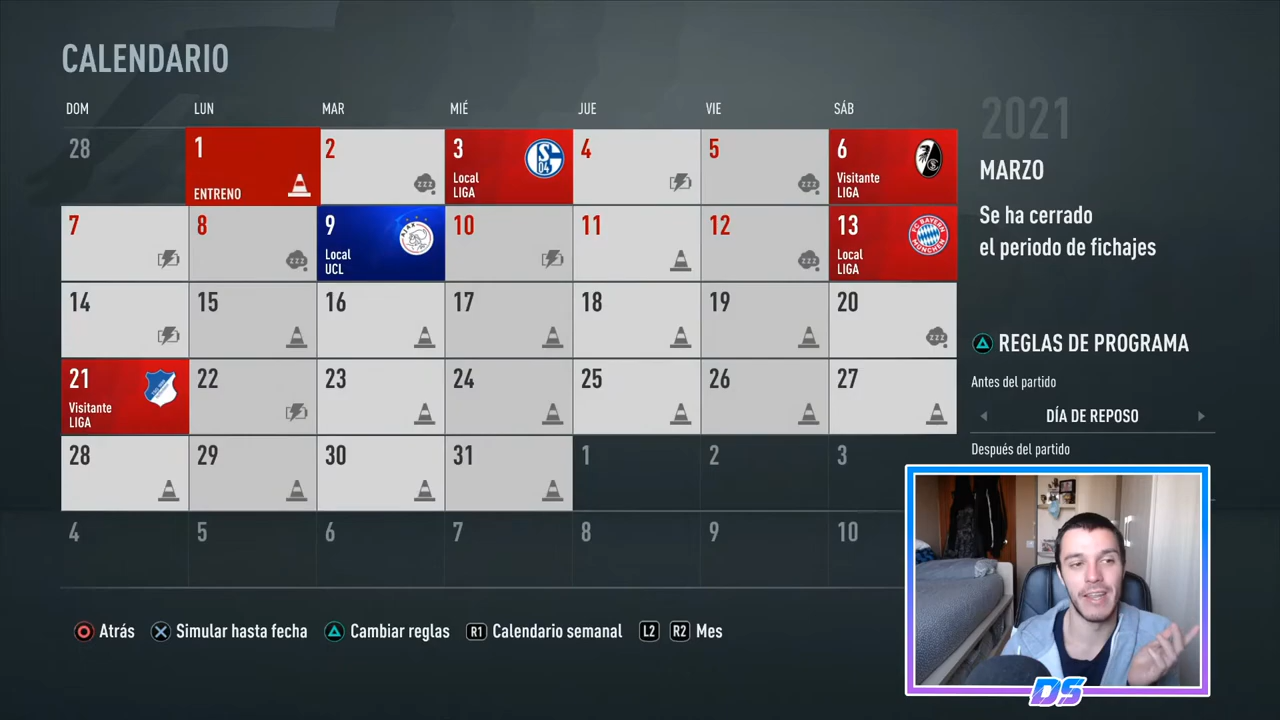 CALENDARIO
DOM LUN MAR MIÉ JUE VIE SÁB
28 1 2 3 4 5 6
ENTRENO
Local
LIGA
S04
Visitante
LIGA
7 8 9 10 11 12 13
Local
UCL
AJAX
Local
LIGA
FC BAYERN
MÜNCHEN
14 15 16 17 18 19 20
21 22 23 24 25 26 27
Visitante
LIGA
28 29 30 31 1 2 3
4 5 6 7 8 9 10
2021
MARZO
Se ha cerrado
el periodo de fichajes
REGLAS DE PROGRAMA
Antes del partido
DÍA DE REPOSO
Después del partido
Atrás Simular hasta fecha Cambiar reglas R1 Calendario semanal L2 R2 Mes
DS